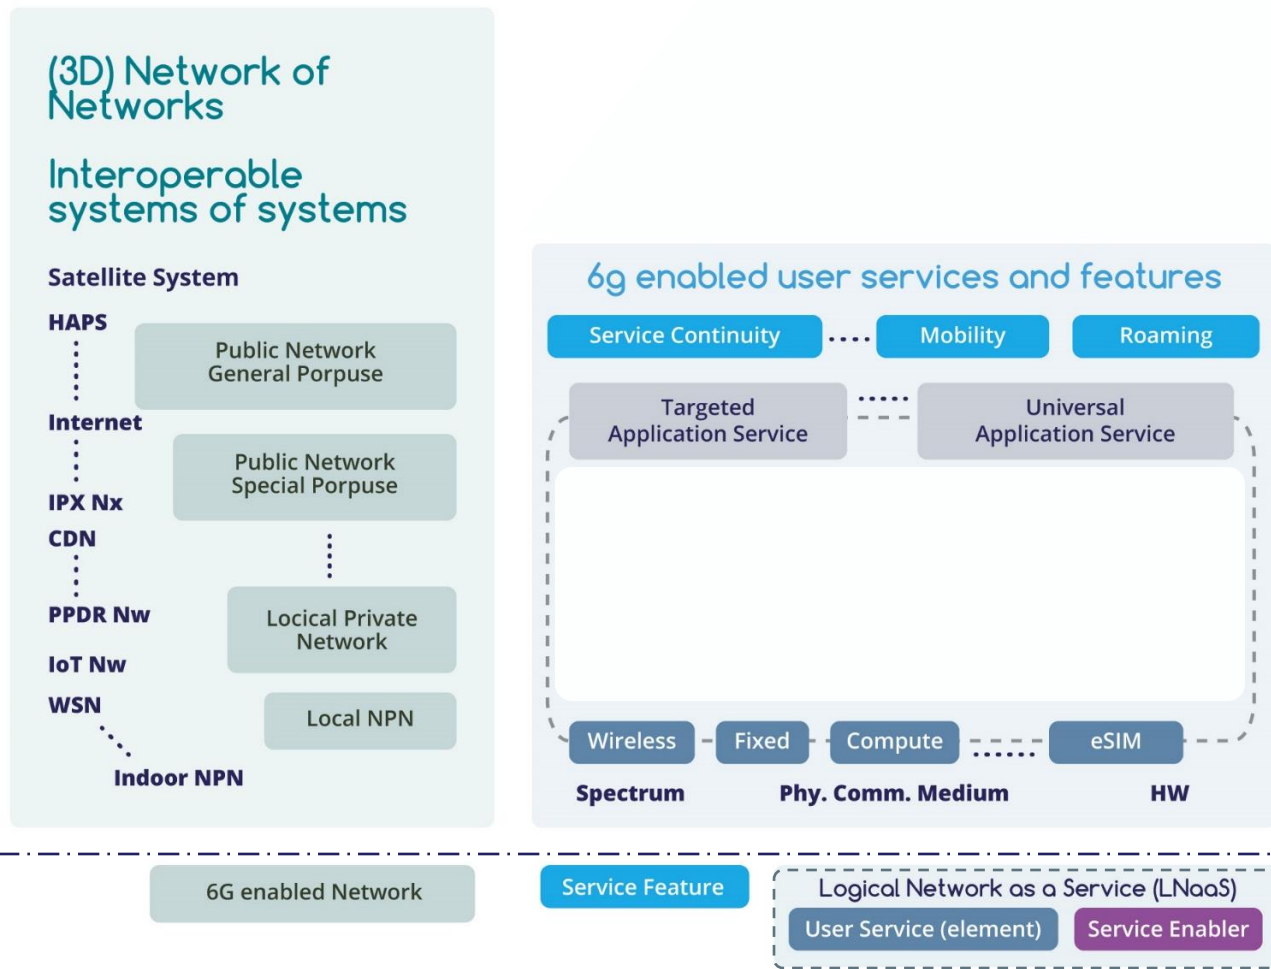 (3D) Network of
Networks
Interoperable
systems of systems
Satellite System
HAPS
Public Network
General Porpuse
Internet
Public Network
Special Porpuse
IPX Nx
CDN
PPDR Nw
Locical Private
Network
IoT Nw
WSN
Local NPN
Indoor NPN
6g enabled user services and features
Service Continuity
Mobility
Roaming
Targeted
Application Service
Universal
Application Service
Wireless
Fixed
Compute
eSIM
Spectrum
Phy. Comm. Medium
HW
6G enabled Network
Service Feature
Logical Network as a Service (LNaaS)
User Service (element)
Service Enabler